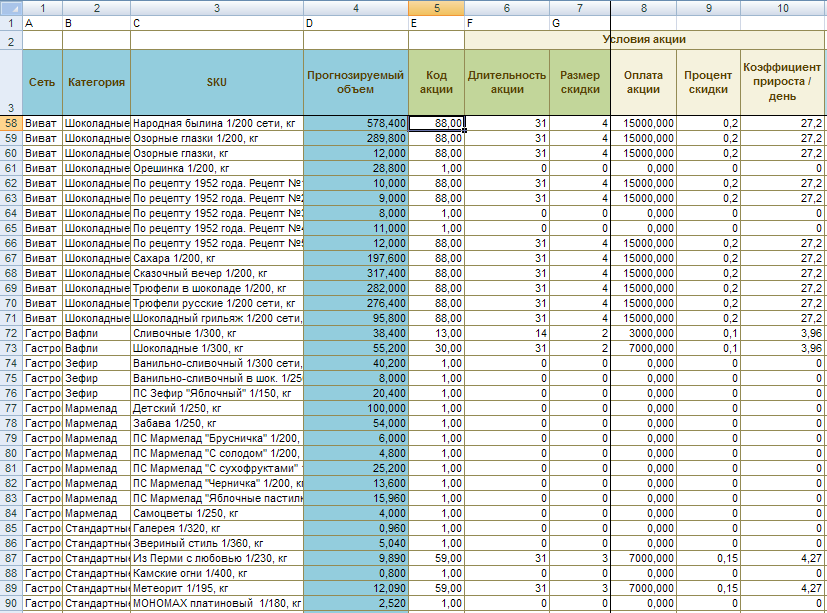 1 2 3 4 5 6 7 8 9 10
1 A B C D E F G
2 Условия акции
3 Сеть Категория SKU Прогнозируемый объем Код акции Длительность акции Размер скидки Оплата акции Процент скидки Коэффициент прироста / день
58 Виват Шоколадные Народная былина 1/200 сети, кг 578,400 88,00 31 4 15000,000 0,2 27,2
59 Виват Шоколадные Озорные глазки 1/200, кг 289,800 88,00 31 4 15000,000 0,2 27,2
60 Виват Шоколадные Озорные глазки, кг 12,000 88,00 31 4 15000,000 0,2 27,2
61 Виват Шоколадные Орешинка 1/200, кг 28,800 1,00 0 0 0,000 0 0
62 Виват Шоколадные По рецепту 1952 года. Рецепт № 10,000 88,00 31 4 15000,000 0,2 27,2
63 Виват Шоколадные По рецепту 1952 года. Рецепт №2 9,000 88,00 31 4 15000,000 0,2 27,2
64 Виват Шоколадные По рецепту 1952 года. Рецепт №3 8,000 1,00 0 0 0,000 0 0
65 Виват Шоколадные По рецепту 1952 года. Рецепт №4 11,000 1,00 0 0 0,000 0 0
66 Виват Шоколадные По рецепту 1952 года. Рецепт №5 12,000 88,00 31 4 15000,000 0,2 27,2
67 Виват Шоколадные Сахара 1/200, кг 197,600 88,00 31 4 15000,000 0,2 27,2
68 Виват Шоколадные Сказочный вечер 1/200, кг 317,400 88,00 31 4 15000,000 0,2 27,2
69 Виват Шоколадные Трюфели в шоколаде 1/200, кг 282,000 88,00 31 4 15000,000 0,2 27,2
70 Виват Шоколадные Трюфели русские 1/200 сети, кг 276,400 88,00 31 4 15000,000 0,2 27,2
71 Виват Шоколадные Шоколадный грильяж 1/200 сети, 95,800 88,00 31 4 15000,000 0,2 27,2
72 Гастро Вафли Сливочные 1/300, кг 38,400 13,00 14 2 3000,000 0,1 3,96
73 Гастро Вафли Шоколадные 1/300, кг 55,200 30,00 31 2 7000,000 0,1 3,96
74 Гастро Зефир Ванильно-сливочный 1/300 сети, 40,200 1,00 0 0 0,000 0 0
75 Гастро Зефир Ванильно-сливочный в шок. 1/25 8,000 1,00 0 0 0,000 0 0
76 Гастро Зефир ПС Зефир "Яблочный" 1/150, кг 20,400 1,00 0 0 0,000 0 0
77 Гастро Мармелад Детский 1/250, кг 100,000 1,00 0 0 0,000 0 0
78 Гастро Мармелад Забава 1/250, кг 54,000 1,00 0 0 0,000 0 0
79 Гастро Мармелад ПС Мармелад "Брусничка" 1/200, 6,000 1,00 0 0 0,000 0 0
80 Гастро Мармелад ПС Мармелад "С солодом" 1/200, 4,800 1,00 0 0 0,000 0 0
81 Гастро Мармелад ПС Мармелад "С сухофруктами" 25,200 1,00 0 0 0,000 0 0
82 Гастро Мармелад ПС Мармелад "Черничка" 1/200, к 13,600 1,00 0 0 0,000 0 0
83 Гастро Мармелад ПС Мармелад "Яблочные пастилк 15,960 1,00 0 0 0,000 0 0
84 Гастро Мармелад Самоцветы 1/250, кг 4,000 1,00 0 0 0,000 0 0
85 Гастро Стандартные Галерея 1/320, кг 0,960 1,00 0 0 0,000 0 0
86 Гастро Стандартные Звериный стиль 1/360, кг 5,040 1,00 0 0 0,000 0 0
87 Гастро Стандартные Из Перми с любовью 1/230, кг 9,890 59,00 31 3 7000,000 0,15 4,27
88 Гастро Стандартные Камские огни 1/400, кг 0,800 1,00 0 0 0,000 0 0
89 Гастро Стандартные Метеорит 1/195, кг 12,090 59,00 31 3 7000,000 0,15 4,27
90 Гастро Стандартные МОНОМАХ платиновый 1/180, кг 2,520 1,00 0 0 0,000 0 0